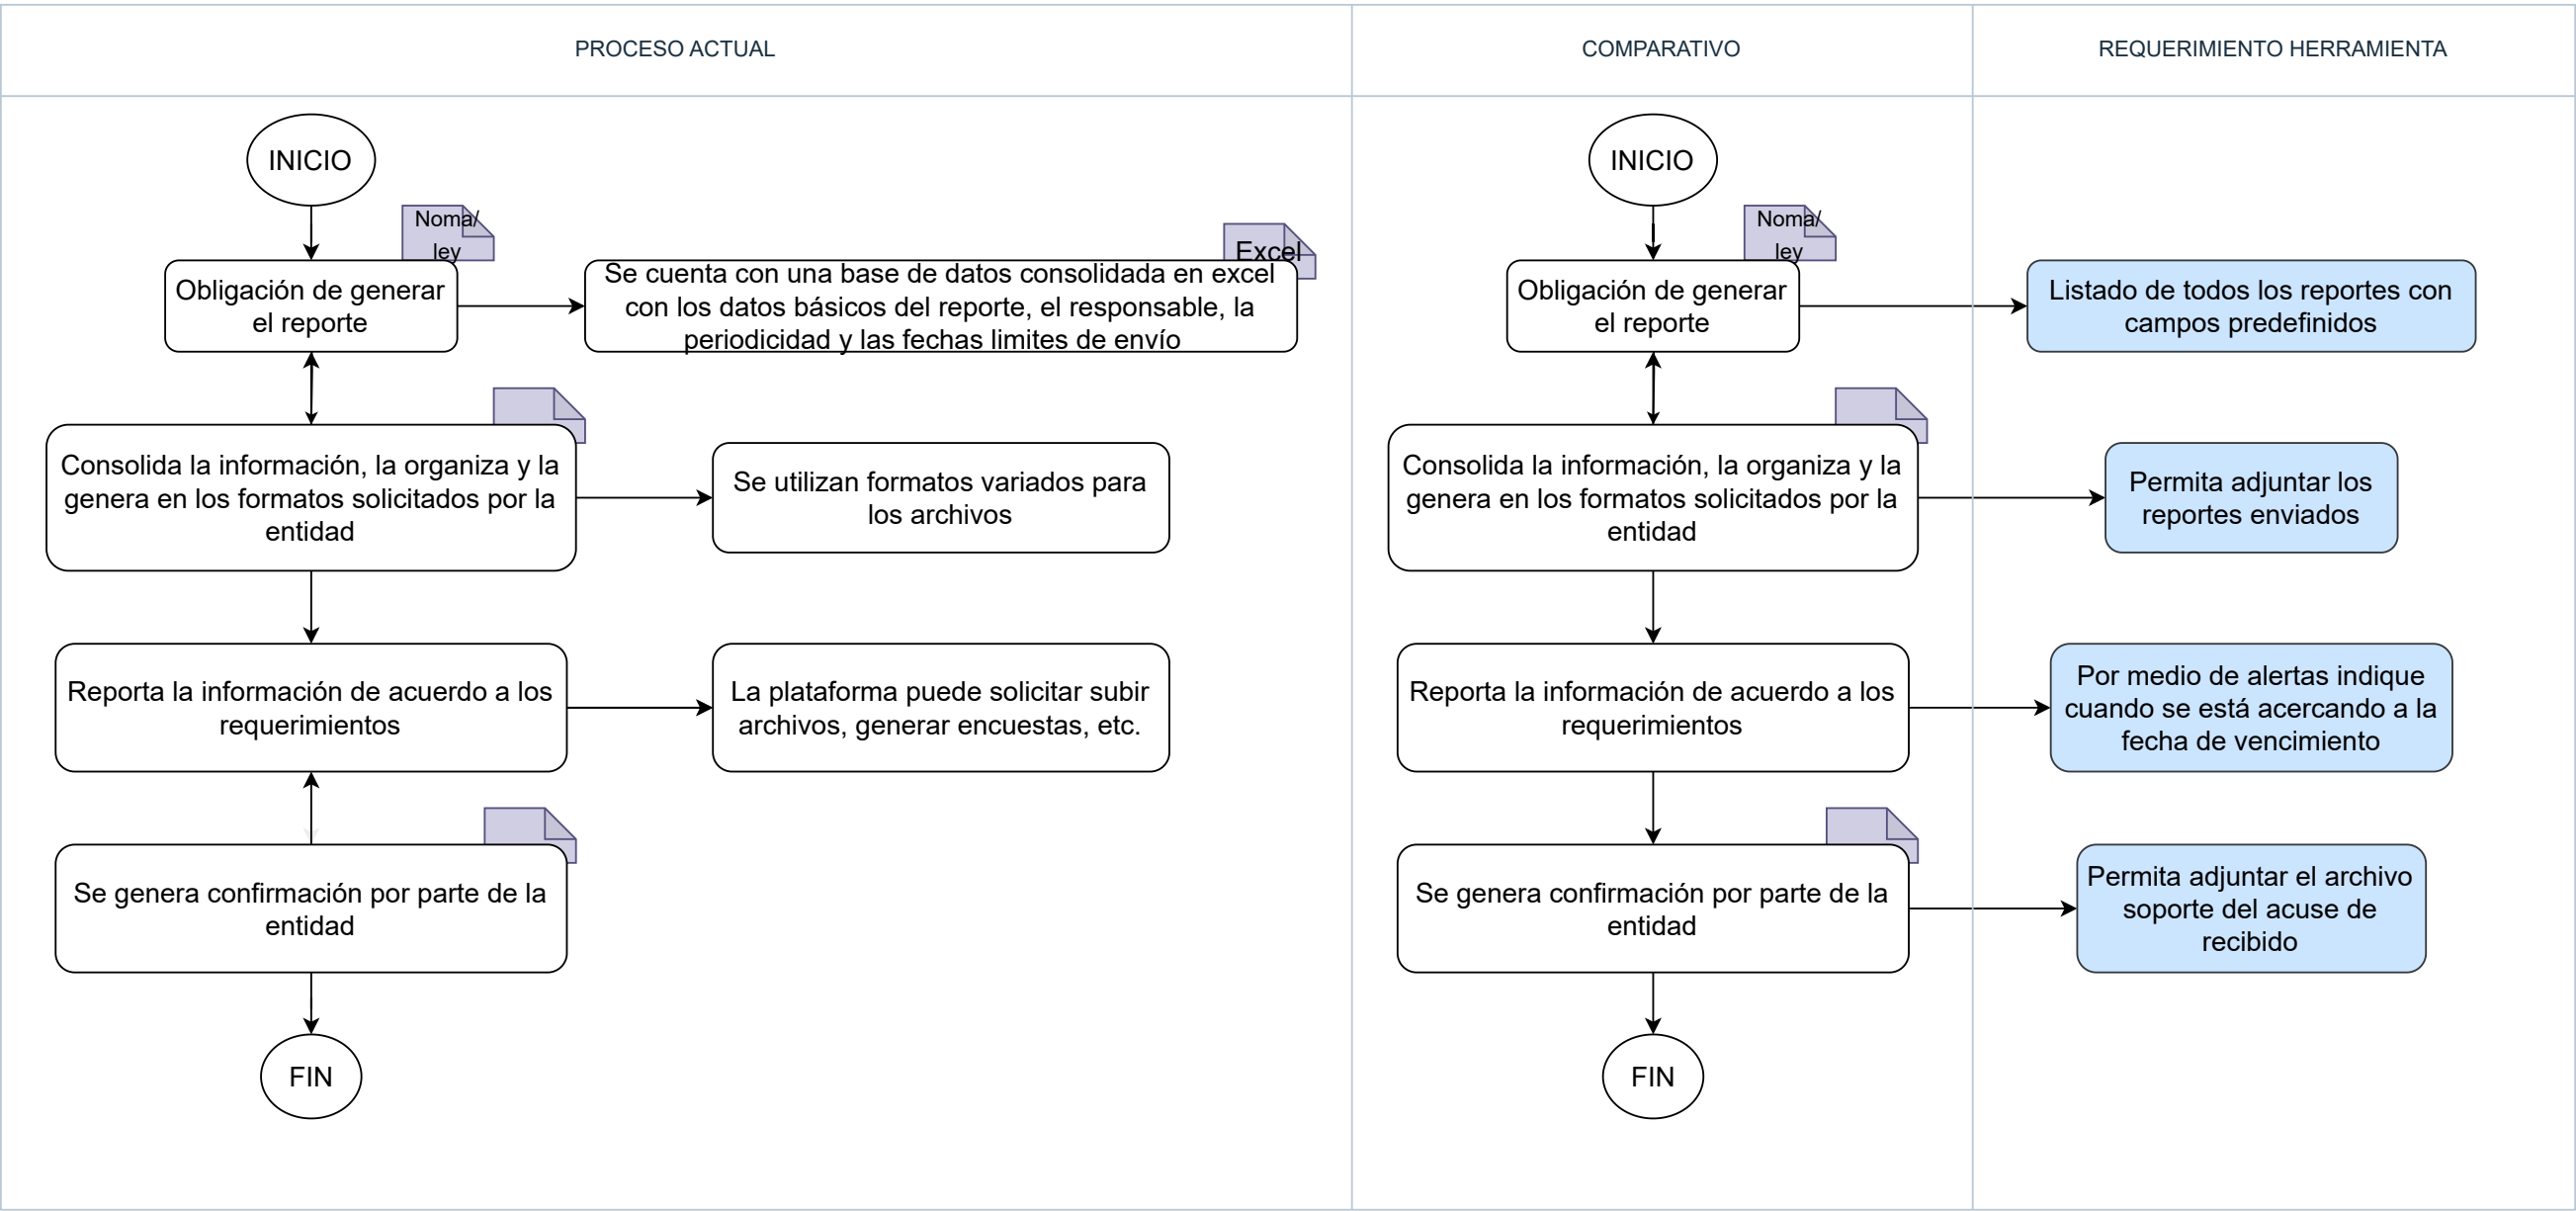 PROCESO ACTUAL
COMPARATIVO
REQUERIMIENTO HERRAMIENTA
INICIO
Noma/
ley
Excel
Obligación de generar
el reporte
Se cuenta con una base de datos consolidada en excel
con los datos básicos del reporte, el responsable, la
periodicidad y las fechas limites de envío
Consolida la información, la organiza y la
genera en los formatos solicitados por la
entidad
Se utilizan formatos variados para
los archivos
Reporta la información de acuerdo a los
requerimientos
La plataforma puede solicitar subir
archivos, generar encuestas, etc.
Se genera confirmación por parte de la
entidad
FIN
INICIO
Noma/
ley
Obligación de generar
el reporte
Listado de todos los reportes con
campos predefinidos
Consolida la información, la organiza y la
genera en los formatos solicitados por la
entidad
Permita adjuntar los
reportes enviados
Reporta la información de acuerdo a los
requerimientos
Por medio de alertas indique
cuando se está acercando a la
fecha de vencimiento
Se genera confirmación por parte de la
entidad
Permita adjuntar el archivo
soporte del acuse de
recibido
FIN